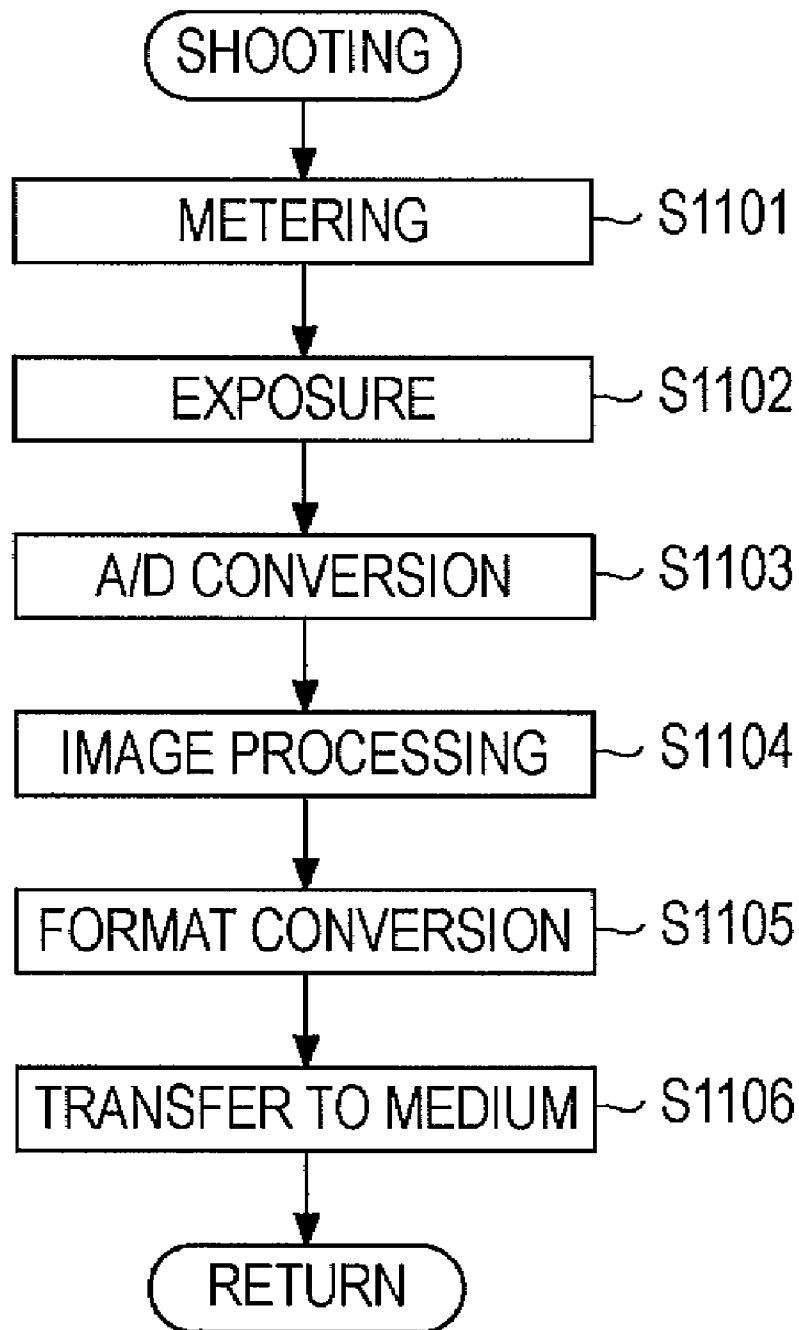 SHOOTING
METERING S1101
EXPOSURE S1102
A/D CONVERSION S1103
IMAGE PROCESSING S1104
FORMAT CONVERSION S1105
TRANSFER TO MEDIUM S1106
RETURN